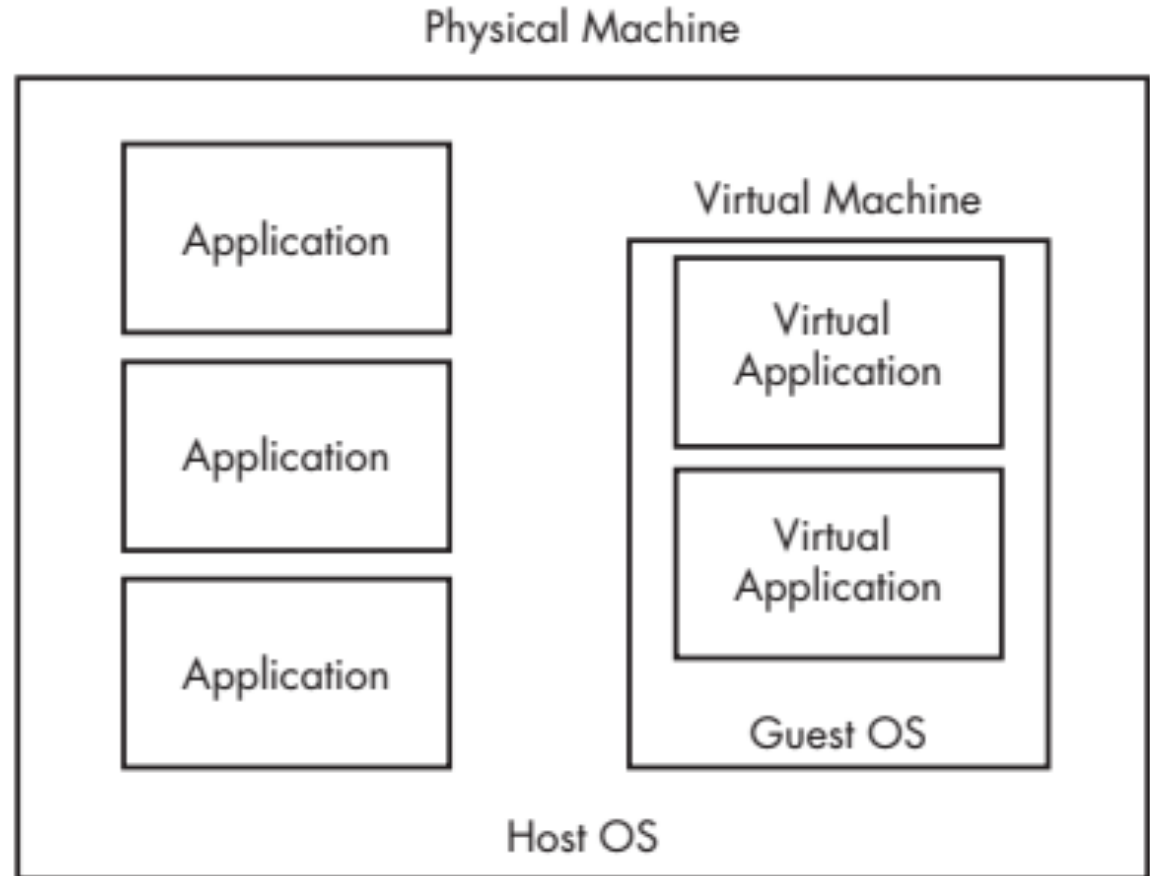 Physical Machine
Application
Application
Application
Virtual Machine
Virtual
Application
Virtual
Application
Guest OS
Host OS